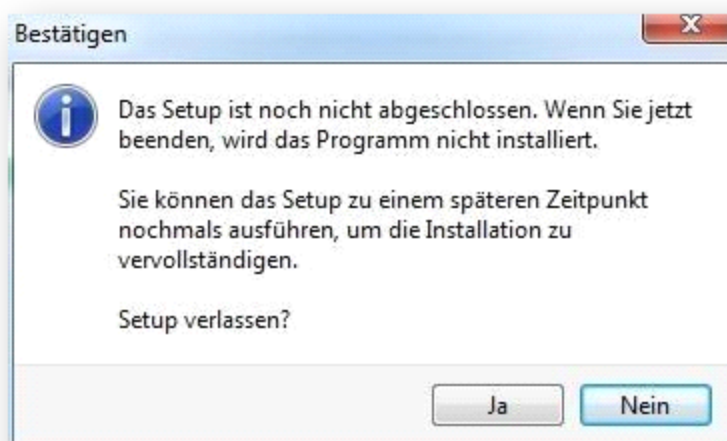 Bestätigen
Das Setup ist noch nicht abgeschlossen. Wenn Sie jetzt
beenden, wird das Programm nicht installiert.
Sie können das Setup zu einem späteren Zeitpunkt
nochmals ausführen, um die Installation zu
vervollständigen.
Setup verlassen?
Ja Nein